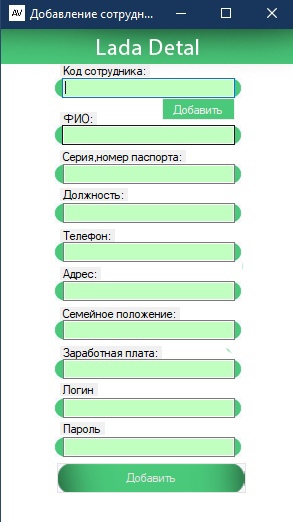 AV Добавление сотрудн...
Lada Detal
Код сотрудника:
Добавить
ФИО:
Серия,номер паспорта:
Должность:
Телефон:
Адрес:
Семейное положение:
Заработная плата:
Логин
Пароль
Добавить